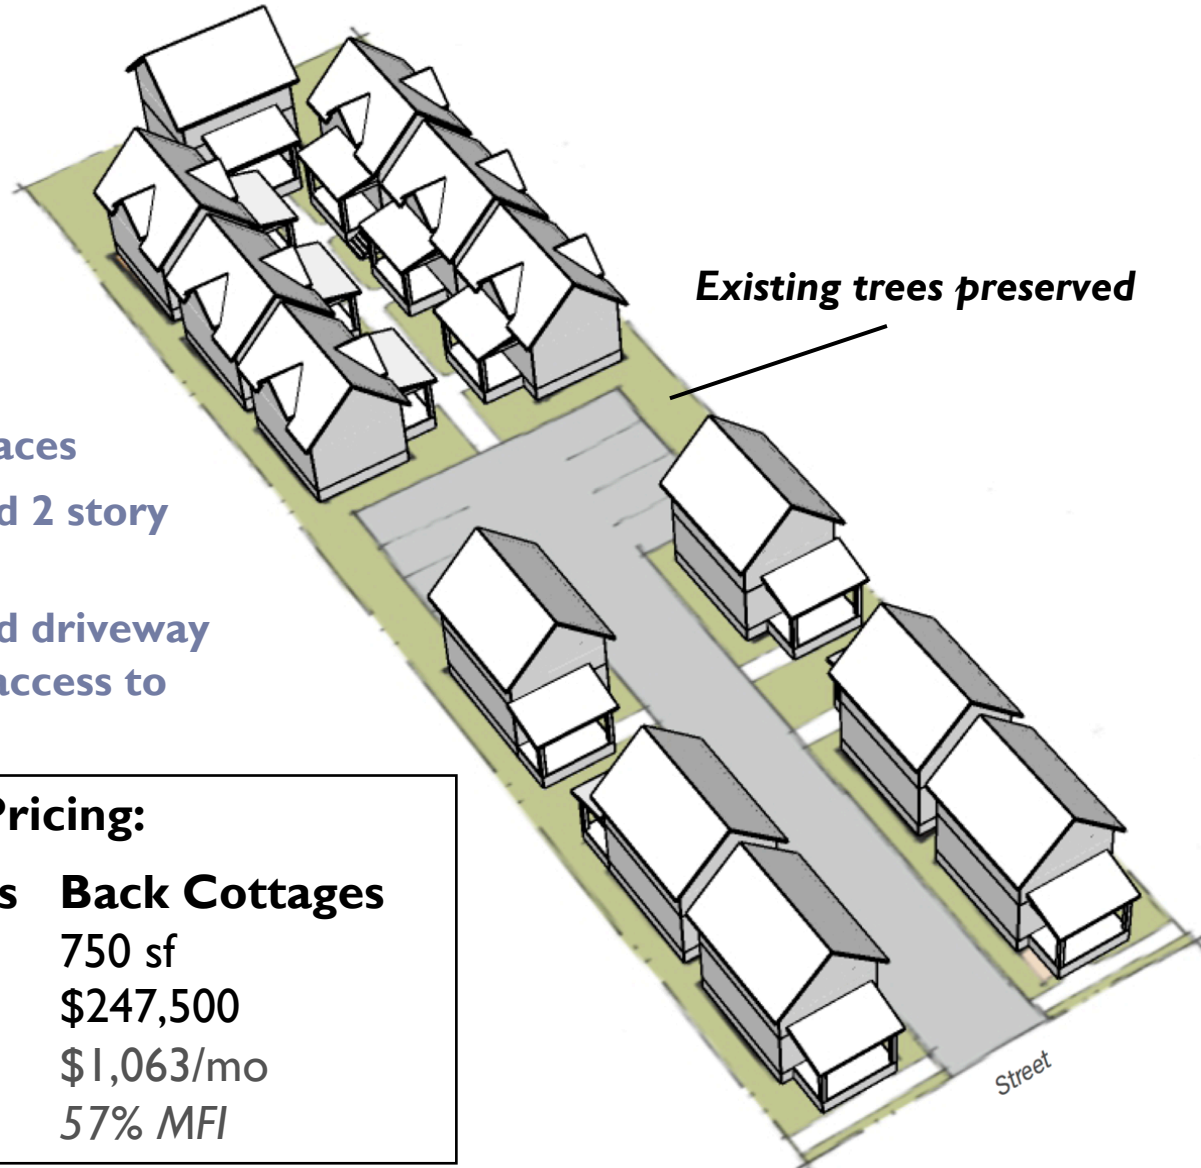 Existing trees preserved
aces
d 2 story
d driveway
access to
Pricing:
s Back Cottages
750 sf
$247,500
$1,063/mo
57% MFI
Street